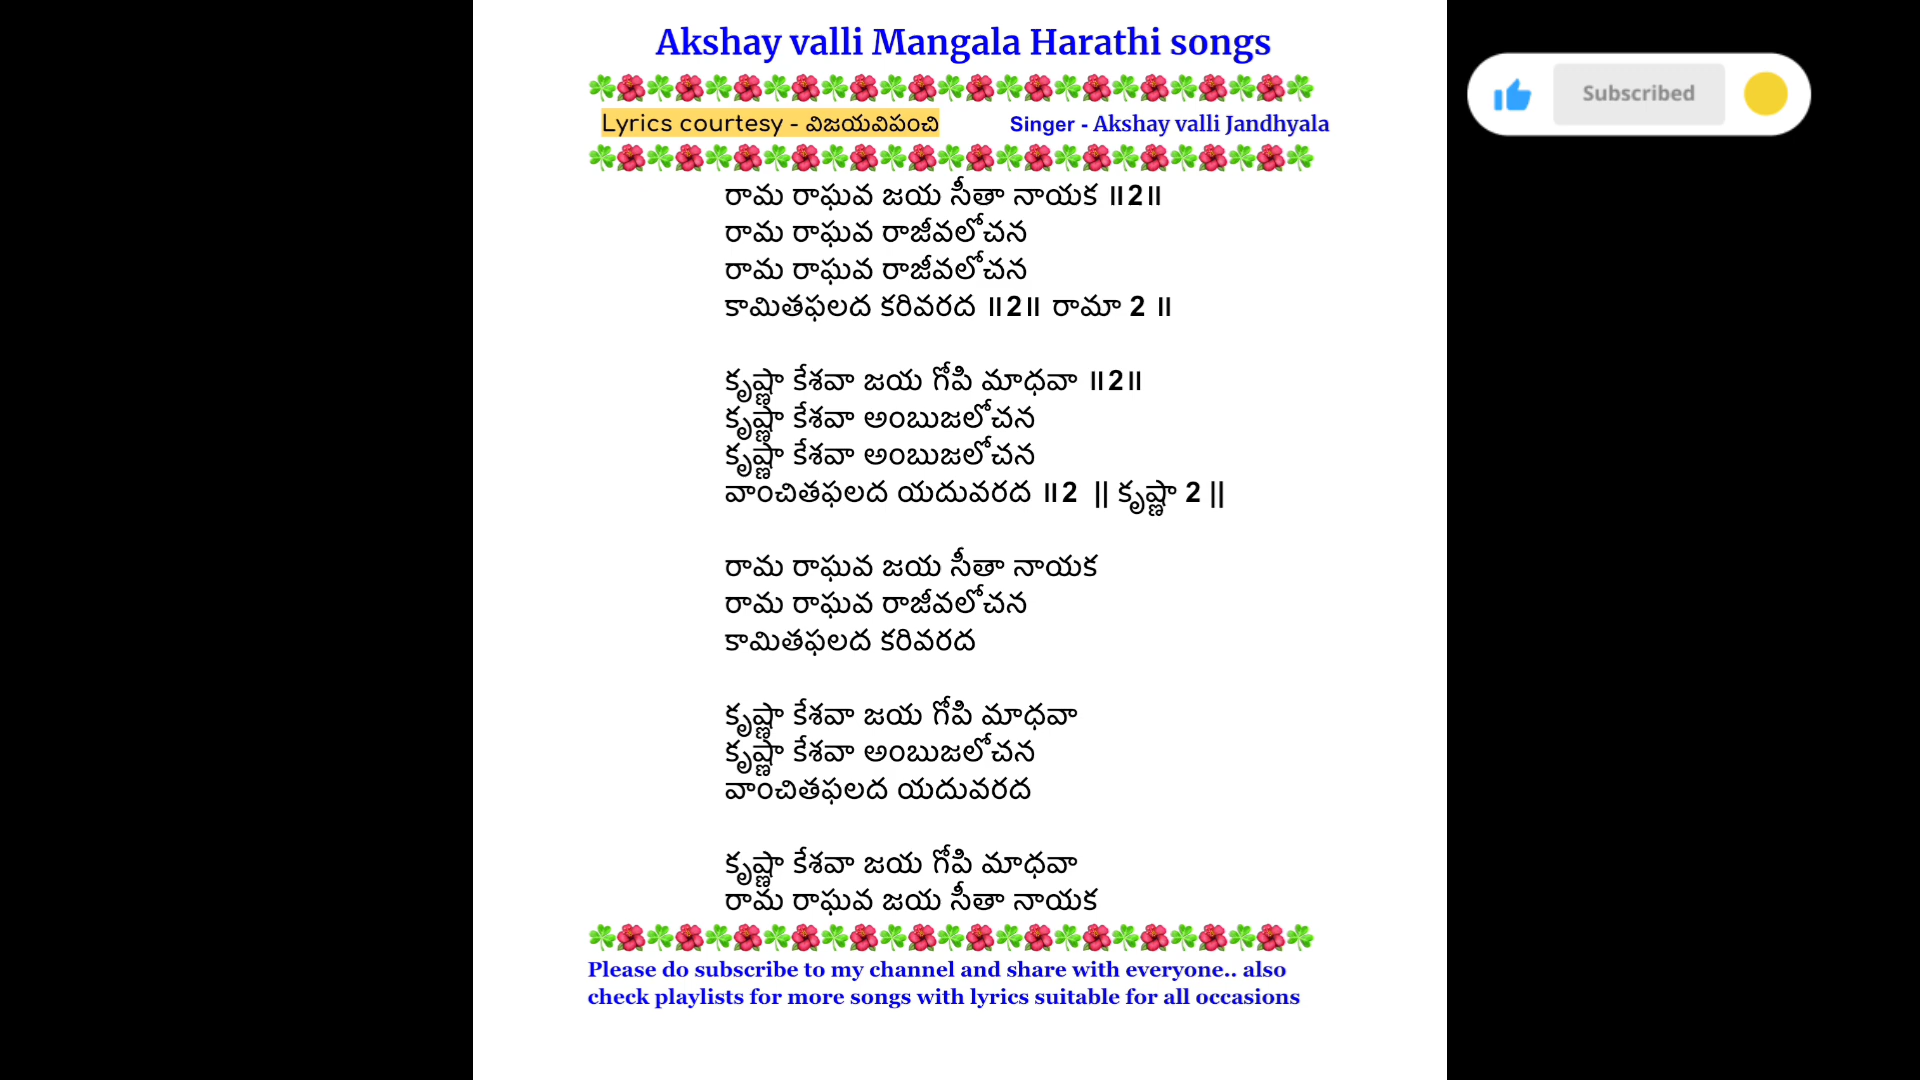 Akshay valli Mangala Harathi songs
Subscribed
Lyrics courtesy - విజయవిపంచి Singer - Akshay valli Jandhyala
రామ రాఘవ జయ సీతా నాయక ॥2॥
రామ రాఘవ రాజీవలోచన
రామ రాఘవ రాజీవలోచన
కామితఫలద కరివరద ॥2॥ రామా 2 ॥
కృష్ణా కేశవా జయ గోపి మాధవా ॥2॥
కృష్ణా కేశవా అంబుజలోచన
కృష్ణా కేశవా అంబుజలోచన
వాంచితఫలద యదువరద ॥2 || కృష్ణా 2 ||
రామ రాఘవ జయ సీతా నాయక
రామ రాఘవ రాజీవలోచన
కామితఫలద కరివరద
కృష్ణా కేశవా జయ గోపి మాధవా
కృష్ణా కేశవా అంబుజలోచన
వాంచితఫలద యదువరద
కృష్ణా కేశవా జయ గోపి మాధవా
రామ రాఘవ జయ సీతా నాయక
Please do subscribe to my channel and share with everyone.. also
check playlists for more songs with lyrics suitable for all occasions